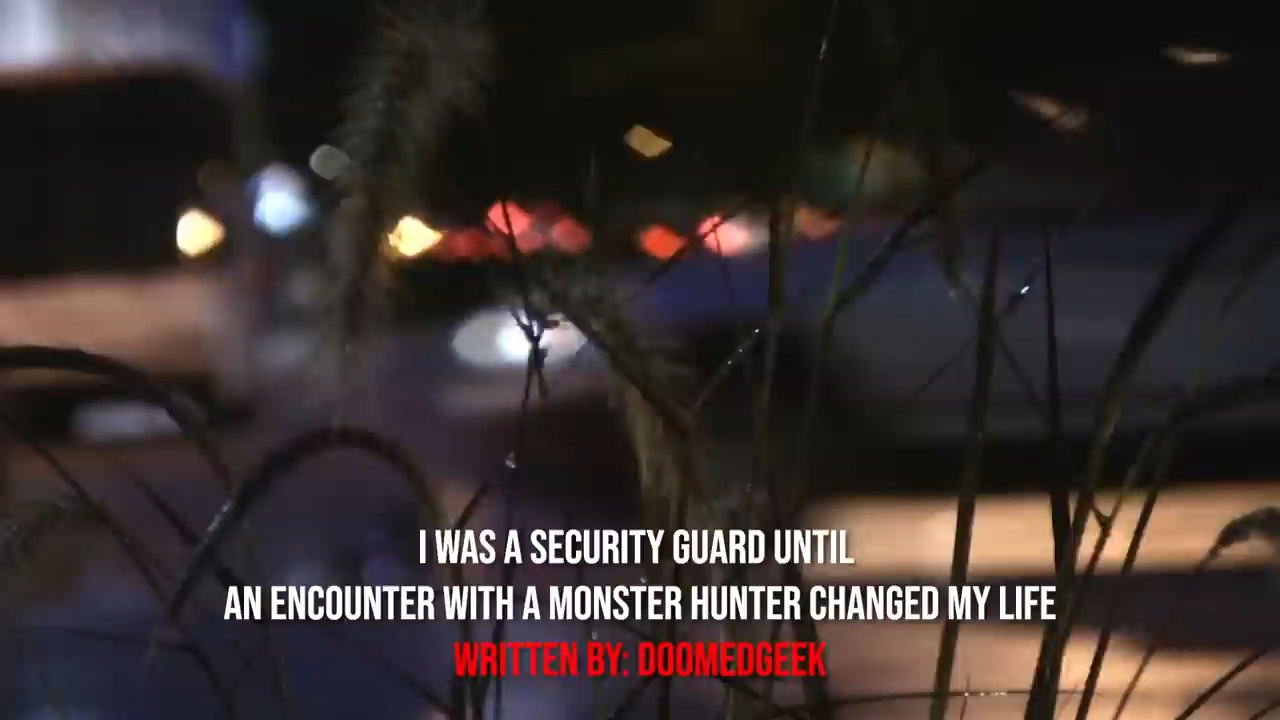 I WAS A SECURITY GUARD UNTIL
AN ENCOUNTER WITH A MONSTER HUNTER CHANGED MY LIFE
WRITTEN BY: DOOMEDGEEK